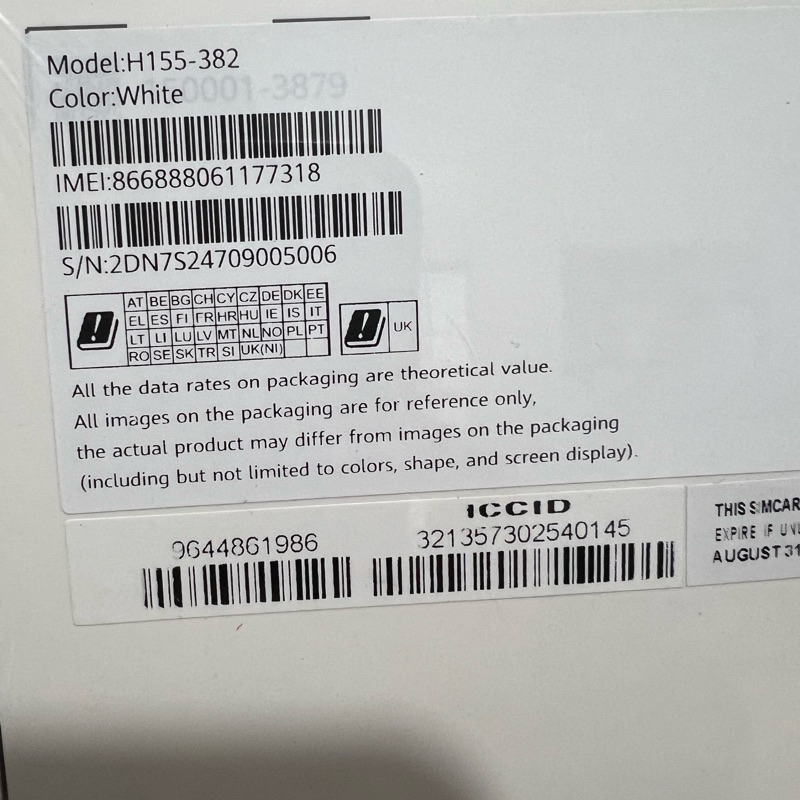 Model:H155-382
Color:White
IMEI:866888061177318
S/N:2DN7S24709005006
AT BE BG CH CY CZ DE DK EE
EL ES FI FR HR HU IE IS IT
LT LI LU LV MT NL NO PL PT
RO SE SK TR SI UK(NI)
UK
All the data rates on packaging are theoretical value.
All images on the packaging are for reference only,
the actual product may differ from images on the packaging
(including but not limited to colors, shape, and screen display).
ICCID
9644861986
321357302540145
THIS SIMCAR
EXPIRE IF
AUGUST 31